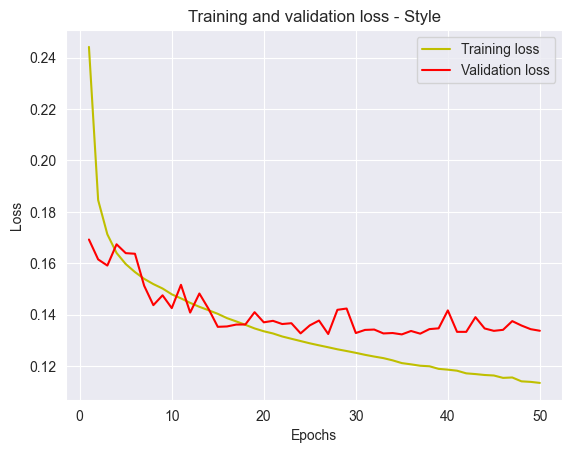 Training and validation loss - Style
Training loss
Validation loss
0.24
0.22
0.20
0.18
0.16
0.14
0.12
Loss
0
10
20
30
40
50
Epochs